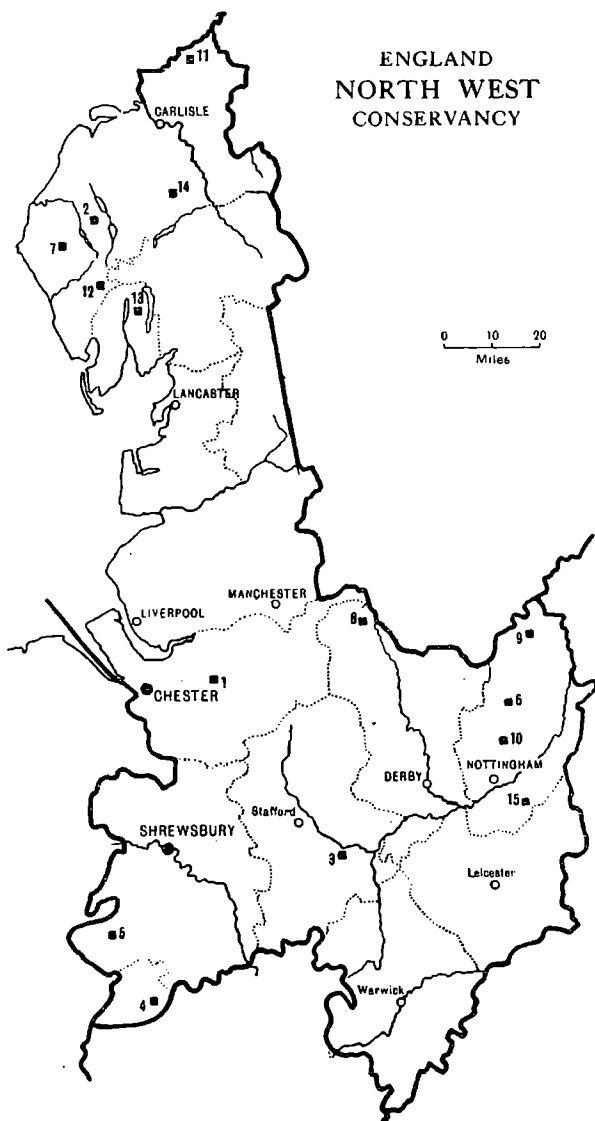 ENGLAND
NORTH WEST
CONSERVANCY
11
CARLISLE
14
2
7
12
13
0 10 20
Miles
LANCASTER
MANCHESTER
LIVERPOOL
8
9
1
CHESTER
6
10
NOTTINGHAM
DERBY
15
Stafford
SHREWSBURY
3
Leicester
5
4
Warwick